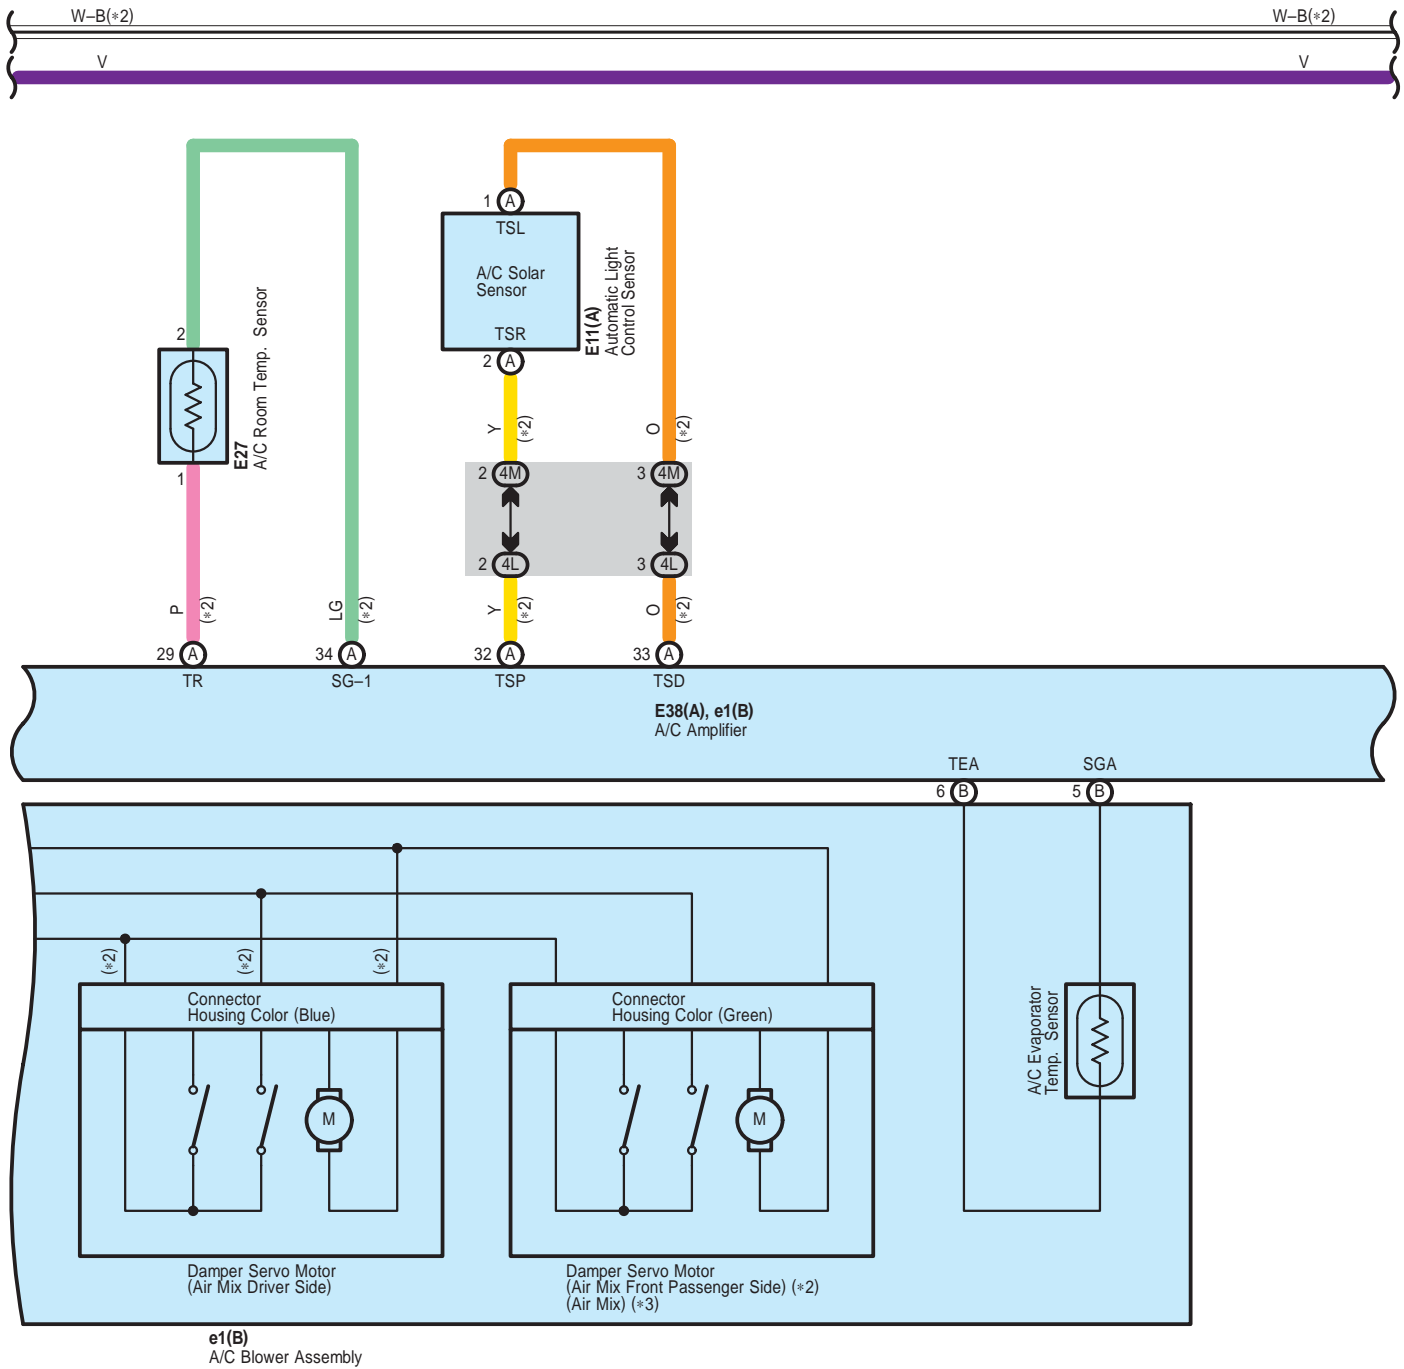 W–B(*2)
W–B(*2)
V
V
1
A
TSL
A/C Solar
Sensor
TSR
2
A
E11(A)
Automatic Light
Control Sensor
2
1
E27
A/C Room Temp. Sensor
Y
(*2)
O
(*2)
2
4M
3
4M
2
4L
3
4L
P
(*2)
LG
(*2)
Y
(*2)
O
(*2)
29
A
34
A
32
A
33
A
TR
SG–1
TSP
TSD
E38(A), e1(B)
A/C Amplifier
TEA
SGA
6
B
5
B
(*2)
(*2)
(*2)
Connector
Housing Color (Blue)
Connector
Housing Color (Green)
A/C Evaporator
Temp. Sensor
M
M
Damper Servo Motor
(Air Mix Driver Side)
Damper Servo Motor
(Air Mix Front Passenger Side) (*2)
(Air Mix) (*3)
e1(B)
A/C Blower Assembly